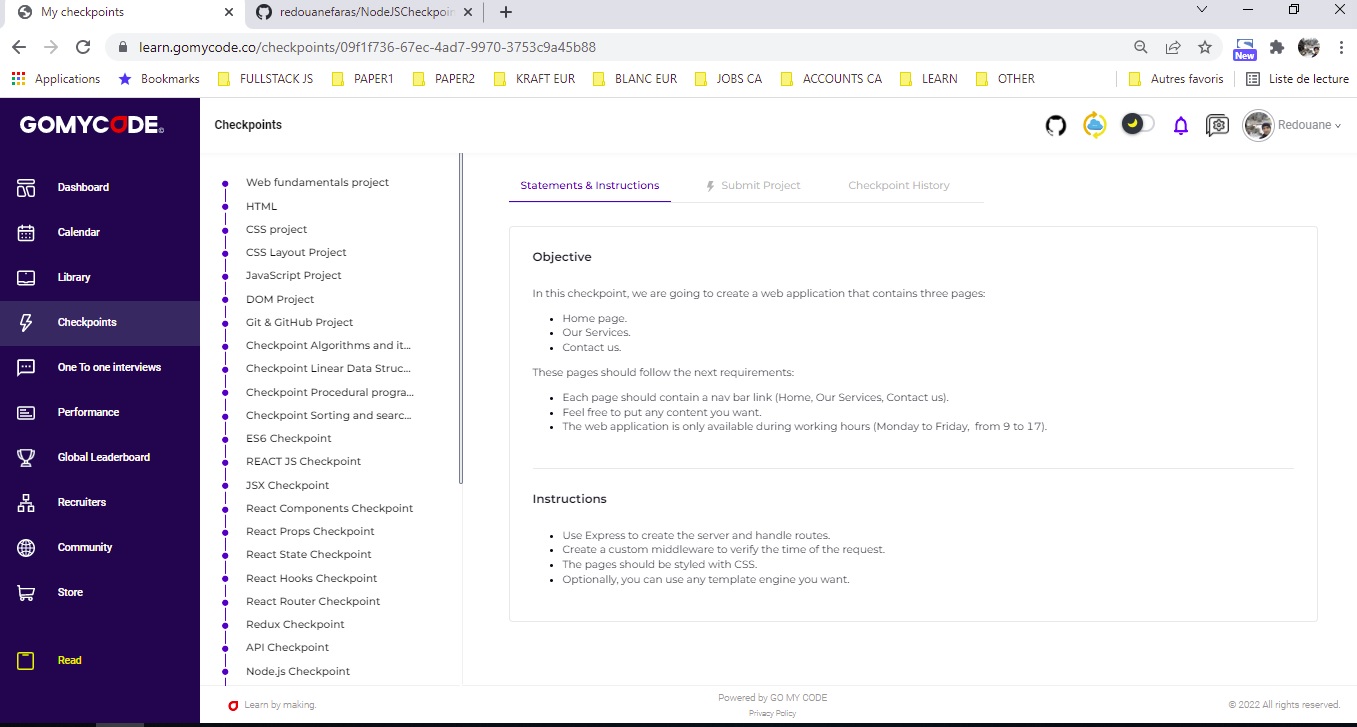 My checkpoints
redouanefaras/NodeJSCheckpoin
learn.gomycode.co/checkpoints/09f1f736-67ec-4ad7-9970-3753c9a45b88
New
Applications
Bookmarks
FULLSTACK JS
PAPER1
PAPER2
KRAFT EUR
BLANC EUR
JOBS CA
ACCOUNTS CA
LEARN
OTHER
Autres favoris
Liste de lecture
GOMYCODE
Checkpoints
Redouane
Dashboard
Calendar
Library
Checkpoints
One To one interviews
Performance
Global Leaderboard
Recruiters
Community
Store
Read
Web fundamentals project
HTML
CSS project
CSS Layout Project
JavaScript Project
DOM Project
Git & GitHub Project
Checkpoint Algorithms and it...
Checkpoint Linear Data Struc...
Checkpoint Procedural progra...
Checkpoint Sorting and searc...
ES6 Checkpoint
REACT JS Checkpoint
JSX Checkpoint
React Components Checkpoint
React Props Checkpoint
React State Checkpoint
React Hooks Checkpoint
React Router Checkpoint
Redux Checkpoint
API Checkpoint
Node.js Checkpoint
Statements & Instructions
Submit Project
Checkpoint History
Objective
In this checkpoint, we are going to create a web application that contains three pages:
• Home page.
• Our Services.
• Contact us.
These pages should follow the next requirements:
• Each page should contain a nav bar link (Home, Our Services, Contact us).
• Feel free to put any content you want.
• The web application is only available during working hours (Monday to Friday, from 9 to 17).
Instructions
• Use Express to create the server and handle routes.
• Create a custom middleware to verify the time of the request.
• The pages should be styled with CSS.
• Optionally, you can use any template engine you want.
Learn by making.
Powered by GO MY CODE
Privacy Policy
© 2022 All rights reserved.